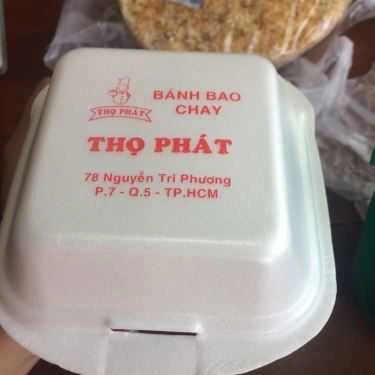 THỌ PHÁT
BÁNH BAO
CHAY
THỌ PHÁT
78 Nguyễn Tri Phương
P.7 - Q.5 - TP.HCM